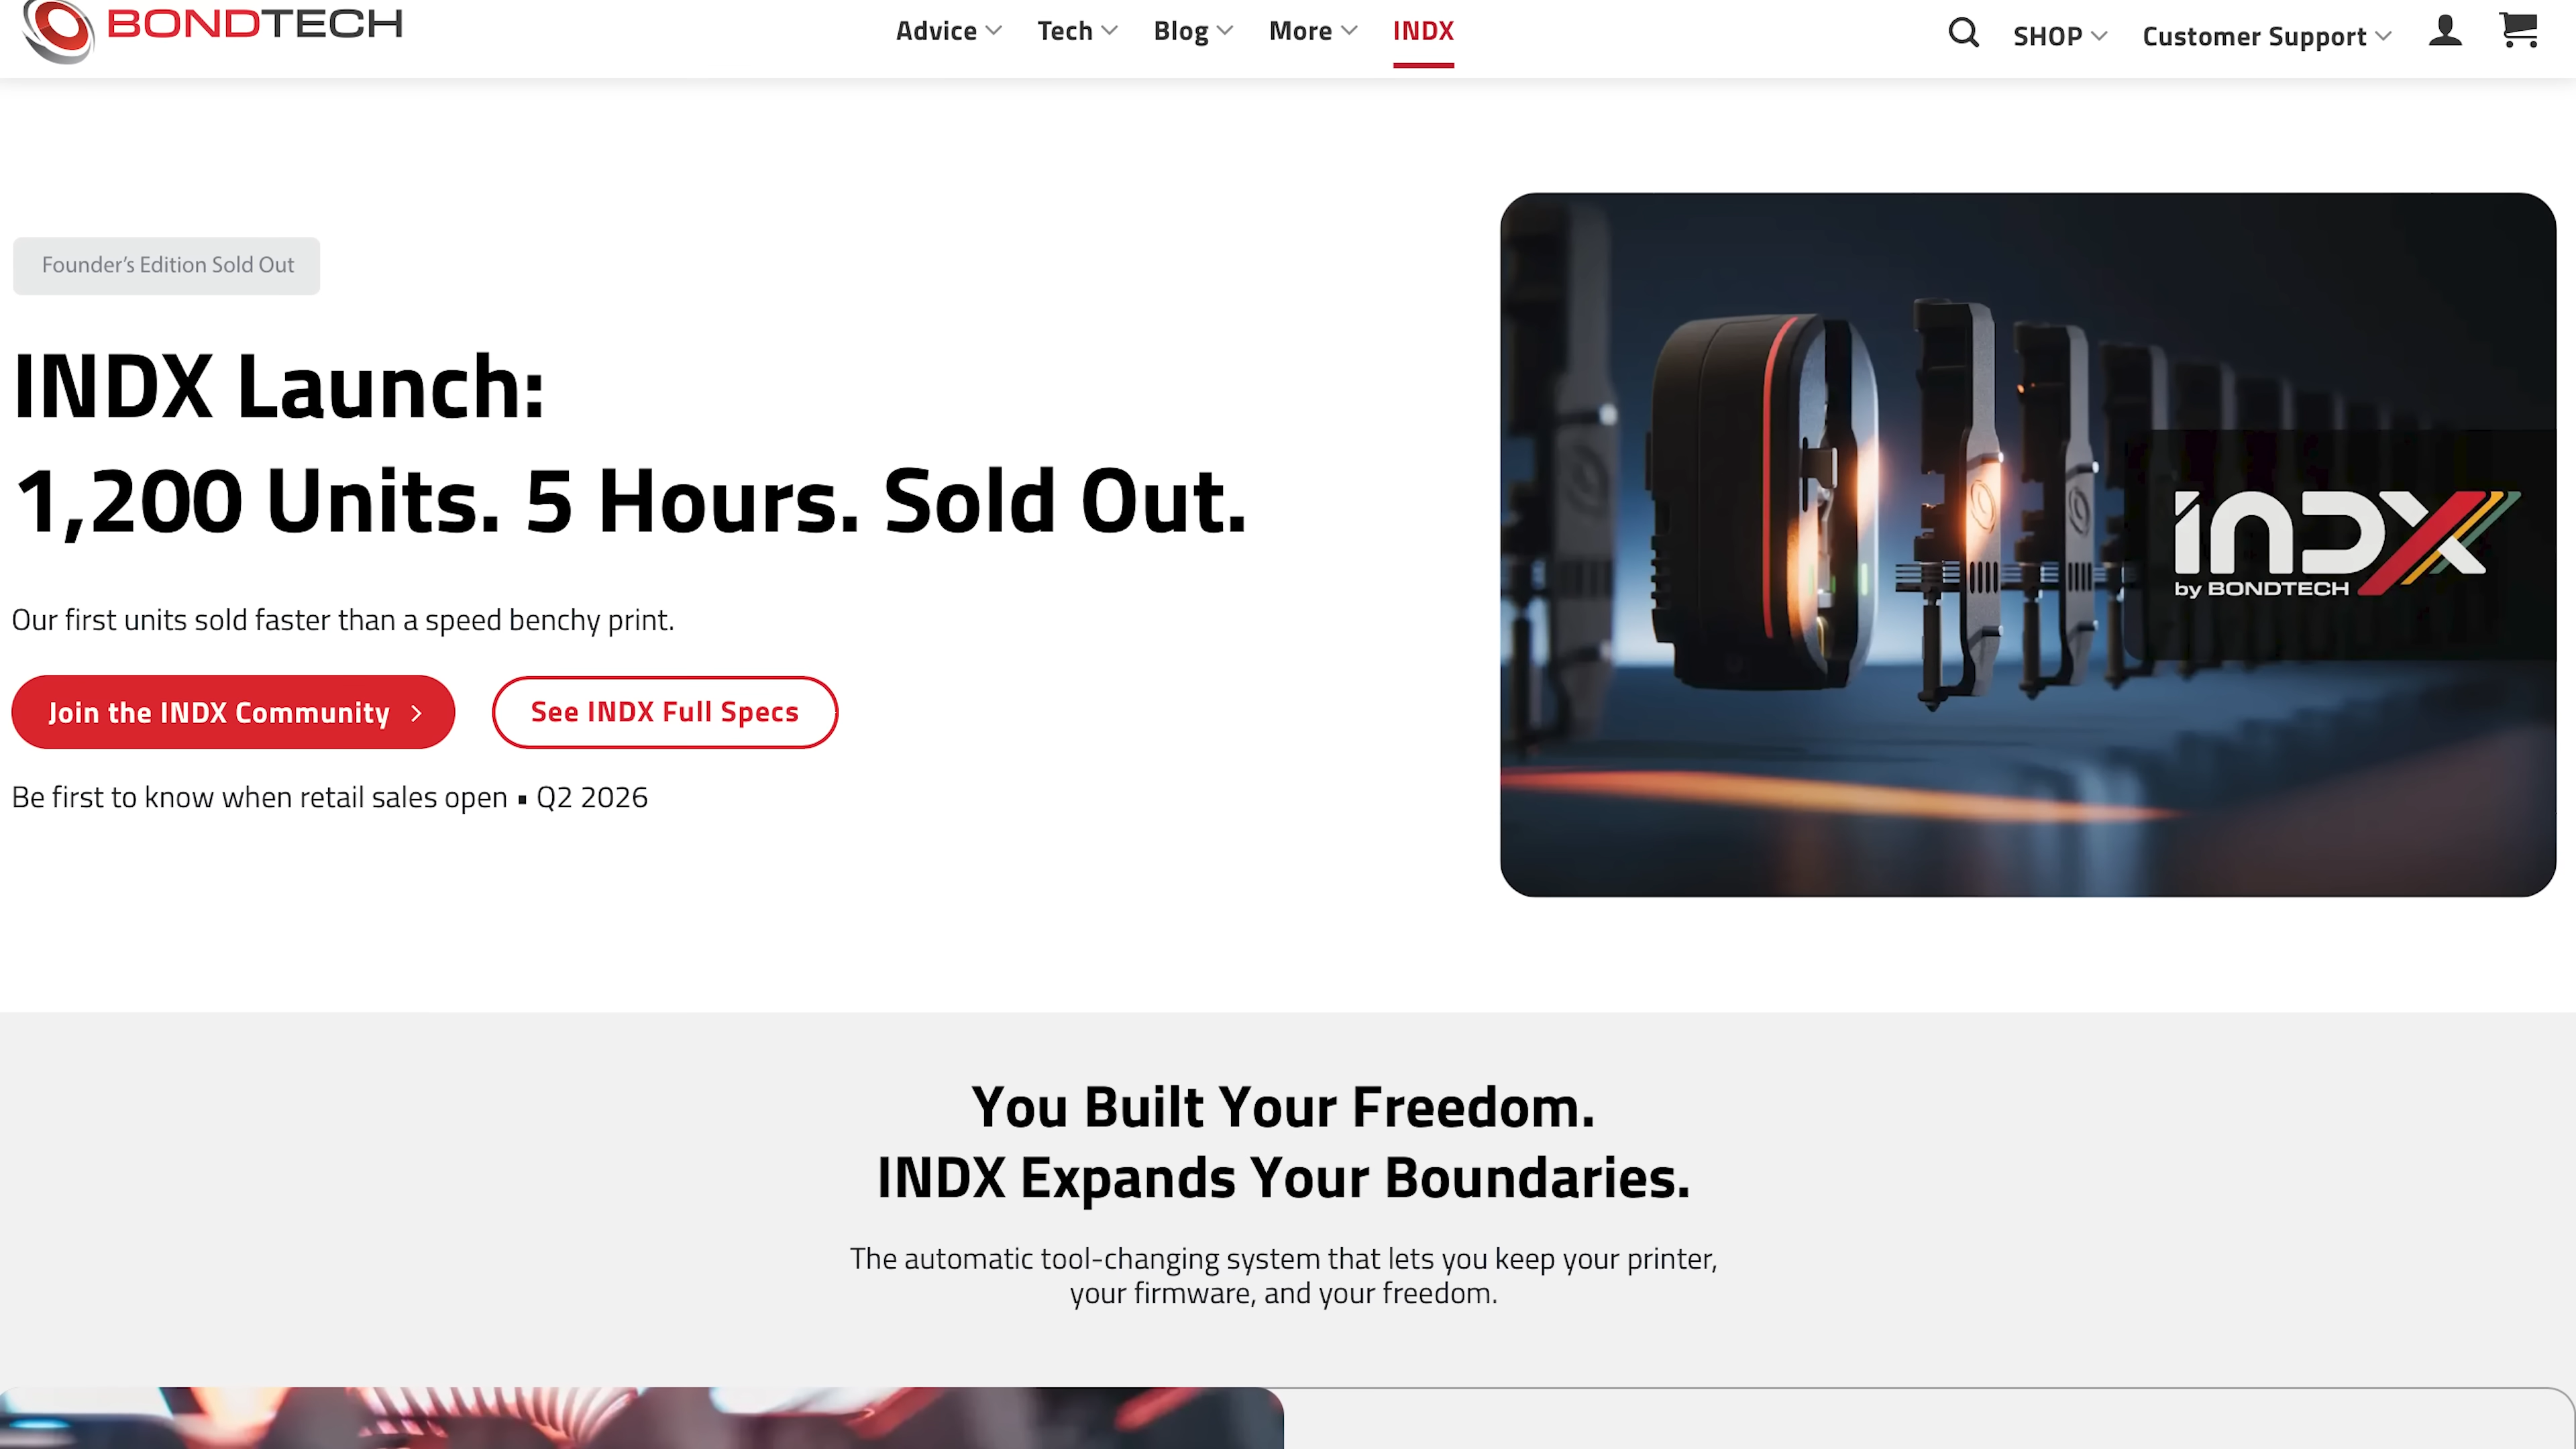 BONDTECH
Advice
Tech
Blog
More
INDX
SHOP
Customer Support
Founder’s Edition Sold Out
INDX Launch:
1,200 Units. 5 Hours. Sold Out.
Our first units sold faster than a speed benchy print.
Join the INDX Community
See INDX Full Specs
Be first to know when retail sales open ▪ Q2 2026
INDX
by BONDTECH
You Built Your Freedom.
INDX Expands Your Boundaries.
The automatic tool-changing system that lets you keep your printer,
your firmware, and your freedom.